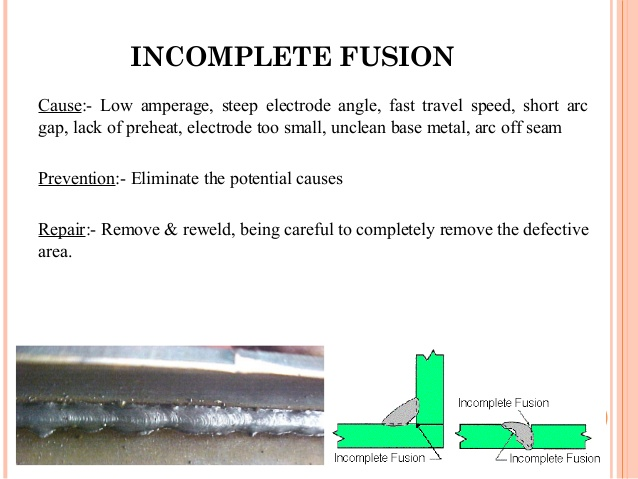 INCOMPLETE FUSION
Cause:- Low amperage, steep electrode angle, fast travel speed, short arc
gap, lack of preheat, electrode too small, unclean base metal, arc off seam
Prevention:- Eliminate the potential causes
Repair:- Remove & reweld, being careful to completely remove the defective
area.
Incomplete Fusion
Incomplete Fusion
Incomplete Fusion